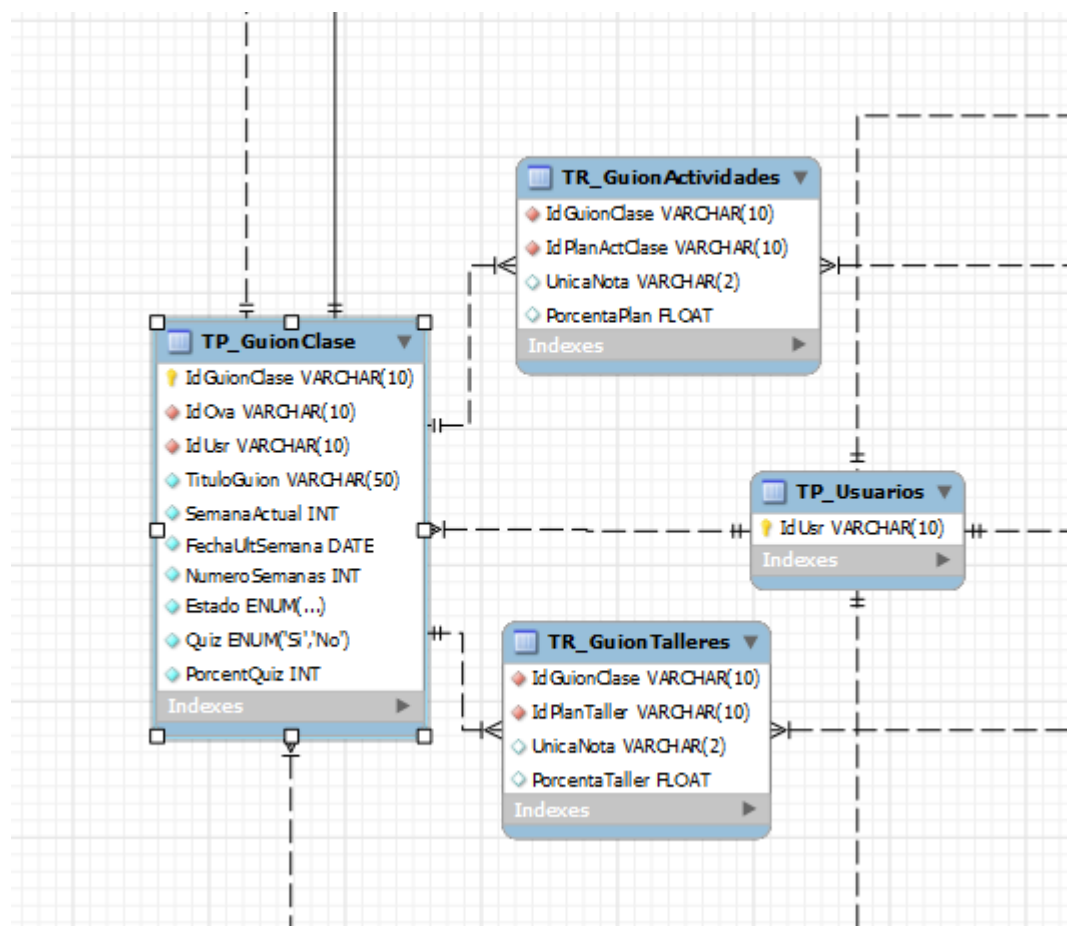 TR_GuionActividades
IdGuionClase VARCHAR(10)
IdPlanActClase VARCHAR(10)
UnicaNota VARCHAR(2)
PorcentaPlan FLOAT
Indexes
TP_GuionClase
IdGuionClase VARCHAR(10)
IdOva VARCHAR(10)
IdUsr VARCHAR(10)
TituloGuion VARCHAR(50)
SemanaActual INT
FechaUltSemana DATE
NumeroSemanas INT
Estado ENUM(...)
Quiz ENUM('Si','No')
PorcentQuiz INT
Indexes
TP_Usuarios
IdUsr VARCHAR(10)
Indexes
TR_GuionTalleres
IdGuionClase VARCHAR(10)
IdPlanTaller VARCHAR(10)
UnicaNota VARCHAR(2)
PorcentaTaller FLOAT
Indexes